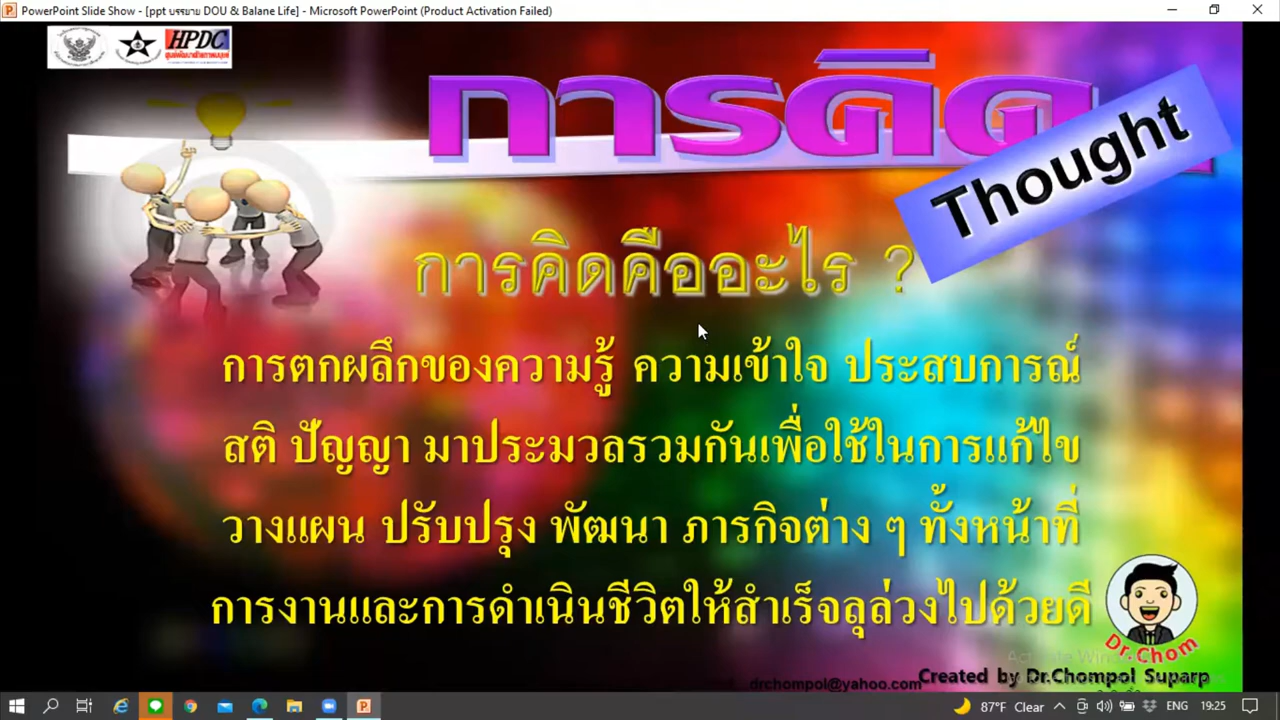 PowerPoint Slide Show - [ppt บรรยาย DOU & Balane Life] - Microsoft PowerPoint (Product Activation Failed)
HPDC
การคิด
Thought
การคิดคืออะไร ?
การตกผลึกของความรู้ ความเข้าใจ ประสบการณ์
สติ ปัญญา มาประมวลรวมกันเพื่อใช้ในการแก้ไข
วางแผน ปรับปรุง พัฒนา ภารกิจต่าง ๆ ทั้งหน้าที่
การงานและการดำเนินชีวิตให้สำเร็จลุล่วงไปด้วยดี
Dr.Chom
drchompol@yahoo.com
Created by Dr.Chompol Suparp
87°F Clear
ENG
19:25